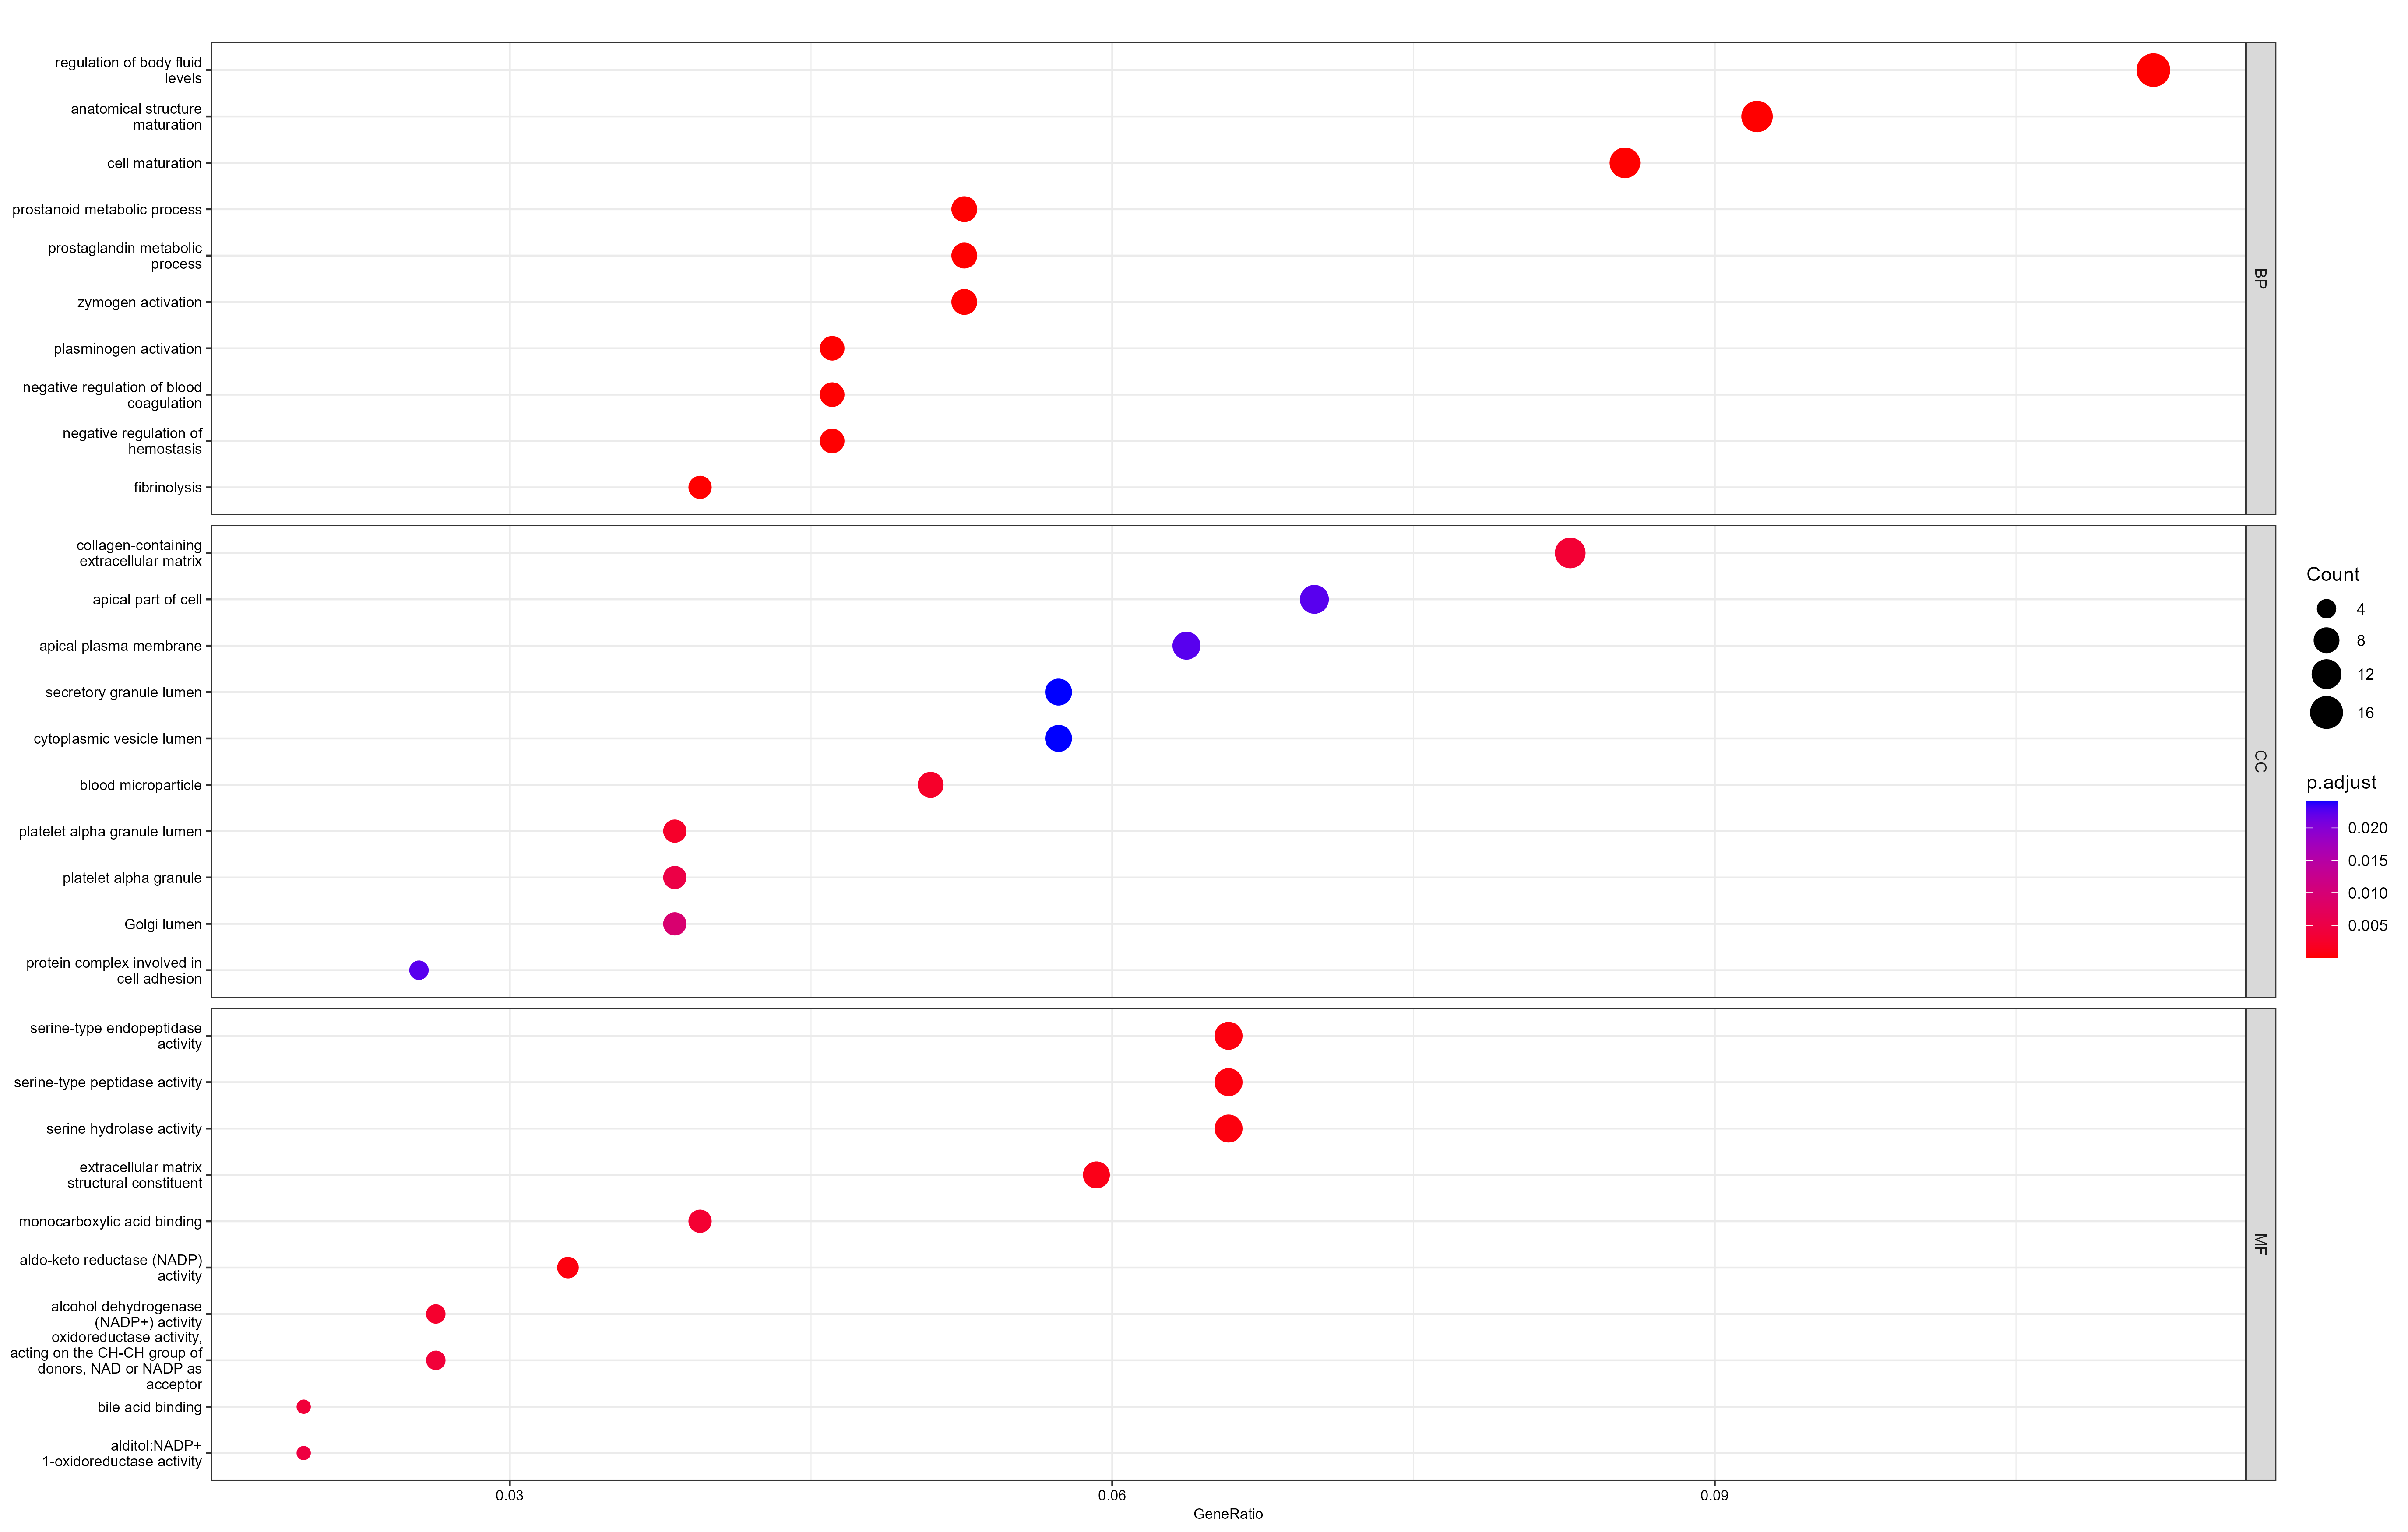 regulation of body fluid
levels
anatomical structure
maturation
cell maturation
prostanoid metabolic process
prostaglandin metabolic
process
zymogen activation
plasminogen activation
negative regulation of blood
coagulation
negative regulation of
hemostasis
fibrinolysis
BP
collagen-containing
extracellular matrix
apical part of cell
apical plasma membrane
secretory granule lumen
cytoplasmic vesicle lumen
blood microparticle
platelet alpha granule lumen
platelet alpha granule
Golgi lumen
protein complex involved in
cell adhesion
CC
serine-type endopeptidase
activity
serine-type peptidase activity
serine hydrolase activity
extracellular matrix
structural constituent
monocarboxylic acid binding
aldo-keto reductase (NADP)
activity
alcohol dehydrogenase
(NADP+) activity
oxidoreductase activity,
acting on the CH-CH group of
donors, NAD or NADP as
acceptor
bile acid binding
alditol:NADP+
1-oxidoreductase activity
MF
0.03
0.06
0.09
GeneRatio
Count
4
8
12
16
p.adjust
0.020
0.015
0.010
0.005